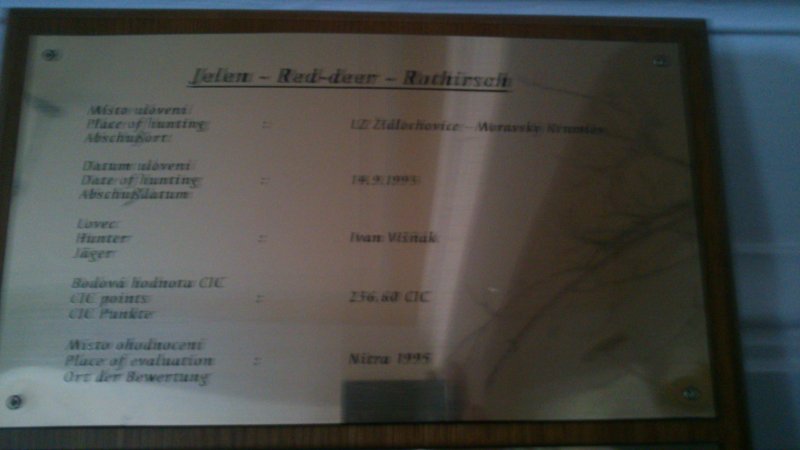 Jelen - Red-deer - Rothirsch
Místo ulovení
Place of hunting : LZ Židlochovice - Moravský Krumlov
Abschußort
Datum ulovení
Date of hunting : 14.9.1993
Abschußdatum
Lovec
Hunter : Ivan Višňák
Jäger
Bodová hodnota CIC
CIC points : 236.60 CIC
CIC Punkte
Místo ohodnocení
Place of evaluation : Nitra 1995
Ort der Bewertung